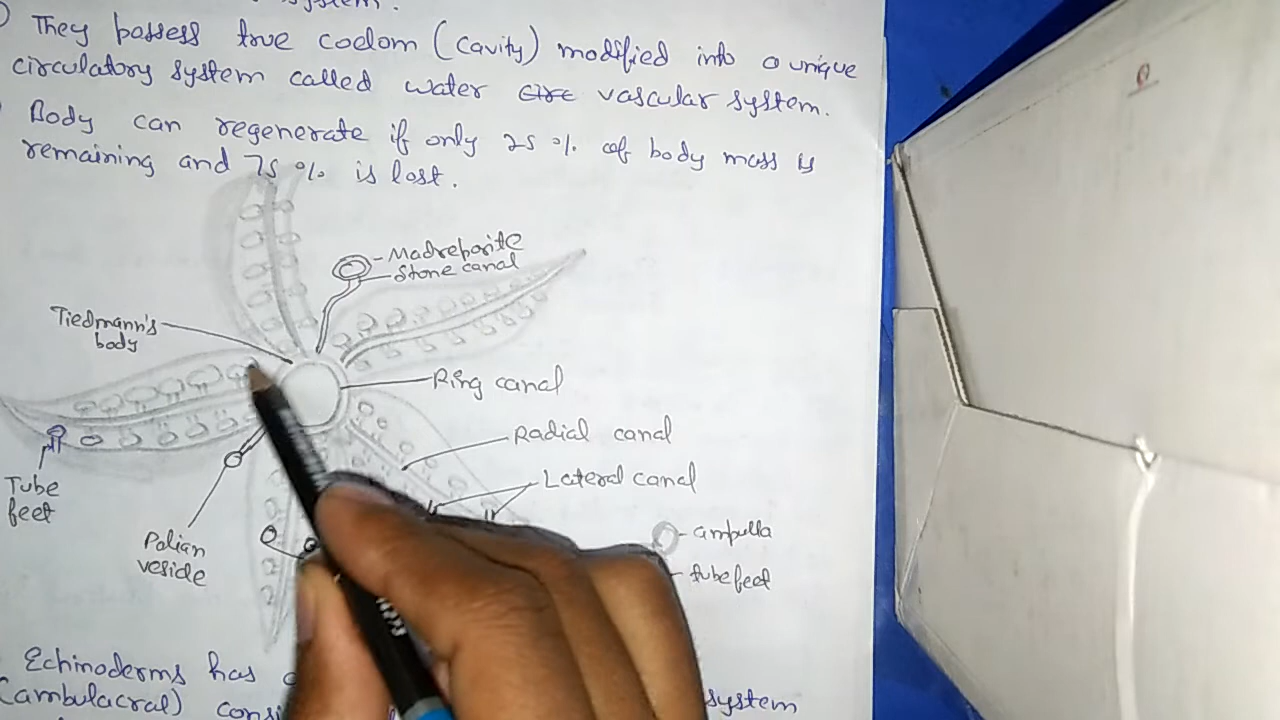 system.
They possess true coelom (cavity) modified into a unique
circulatory system called water vascular system.
Body can regenerate if only 25 % of body mass is
remaining and 75 % is lost.
Madreporite
Stone canal
Tiedmann's
body
Ring canal
Radial canal
Lateral canal
Tube
feet
Polian
veside
ampulla
tube feet
Echinoderms has
(ambulacral) system